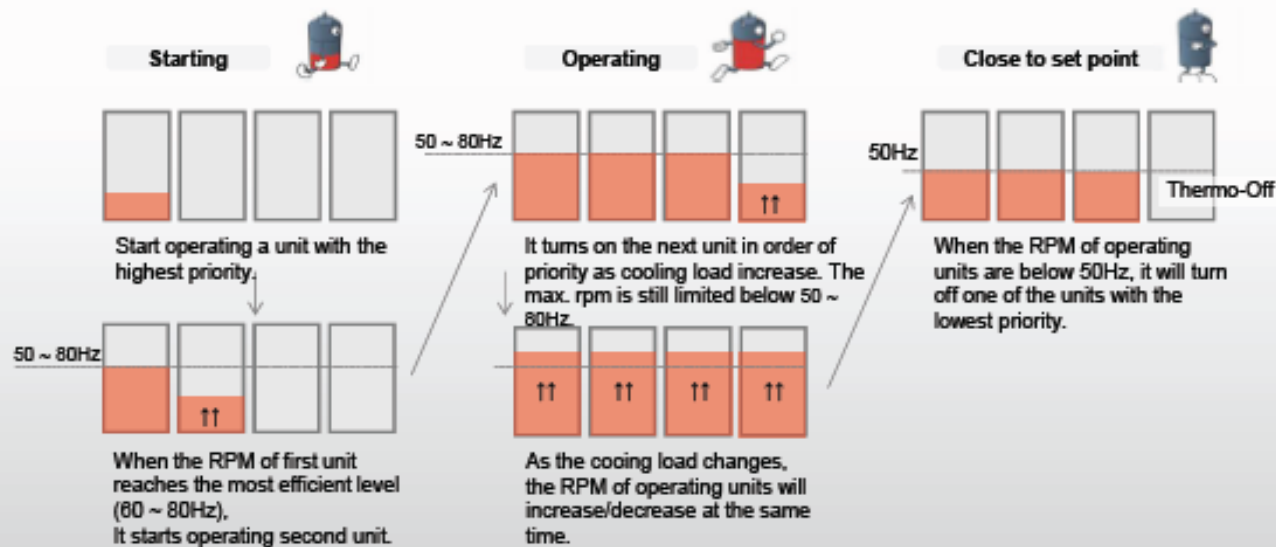 Starting
Start operating a unit with the
highest priority.
50 ~ 80Hz
↑↑
When the RPM of first unit
reaches the most efficient level
(60 ~ 80Hz),
It starts operating second unit.
Operating
50 ~ 80Hz
↑↑
It turns on the next unit in order of
priority as cooling load increase. The
max. rpm is still limited below 50 ~
80Hz.
↑↑ ↑↑ ↑↑ ↑↑
As the cooing load changes,
the RPM of operating units will
increase/decrease at the same
time.
Close to set point
50Hz
Thermo-Off
When the RPM of operating
units are below 50Hz, it will turn
off one of the units with the
lowest priority.